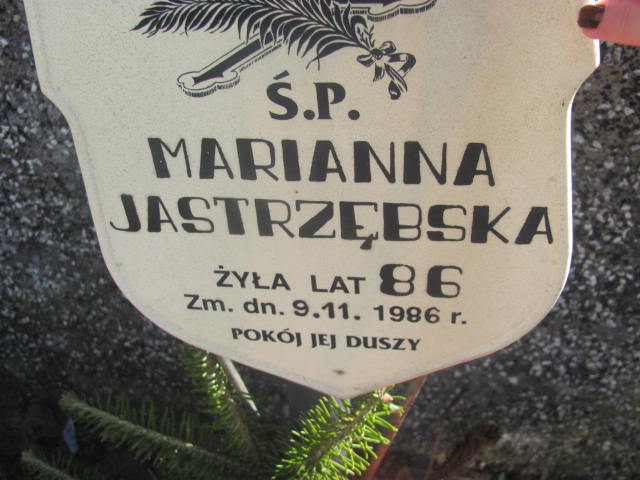 Ś.P.
MARIANNA
JASTRZĘBSKA
ŻYŁA LAT 86
Zm. dn. 9.11. 1986 r.
POKÓJ JEJ DUSZY